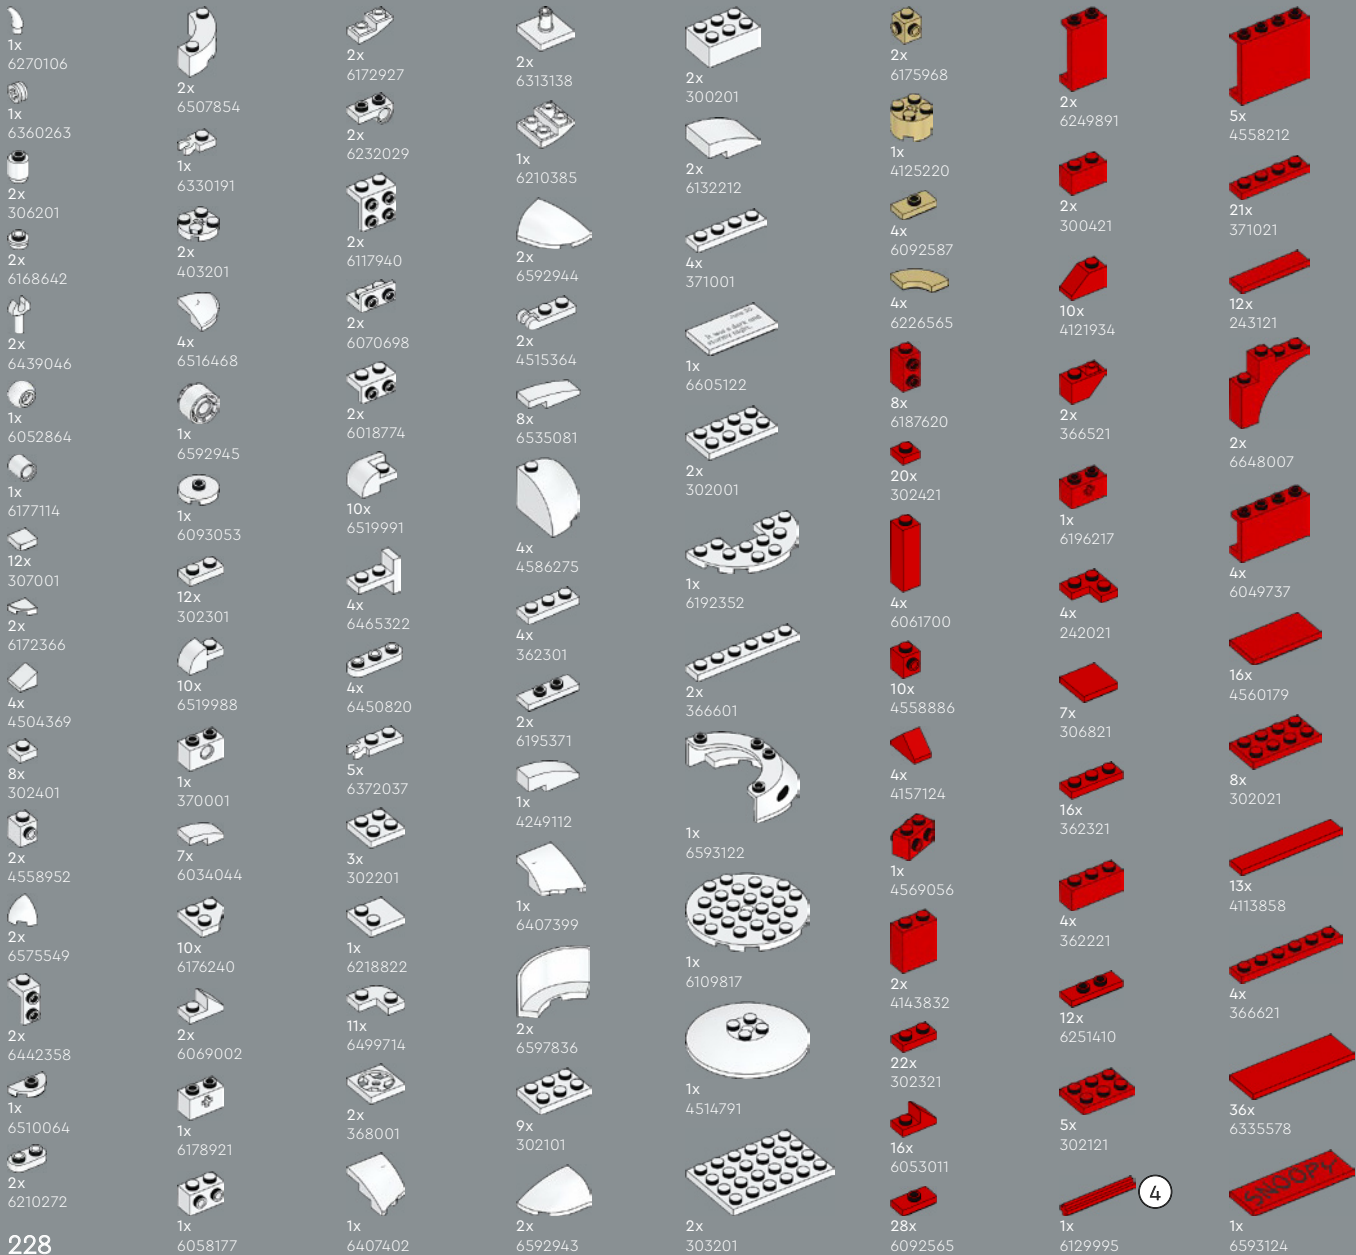 1x
6270106
1x
6360263
2x
306201
2x
6168642
2x
6439046
1x
6052864
1x
6177114
12x
307001
2x
6172366
4x
4504369
8x
302401
2x
4558952
2x
6575549
2x
6442358
1x
6510064
2x
6210272
228
2x
6507854
1x
6330191
2x
403201
4x
6516468
1x
6592945
1x
6093053
12x
302301
10x
6519988
1x
370001
7x
6034044
10x
6176240
2x
6069002
1x
6178921
1x
6058177
2x
6172927
2x
6232029
2x
6117940
2x
6070698
2x
6018774
10x
6519991
4x
6465322
4x
6450820
5x
6372037
3x
302201
1x
6218822
11x
6499714
2x
368001
1x
6407402
2x
6313138
1x
6210385
2x
6592944
2x
4515364
8x
6535081
4x
4586275
4x
362301
2x
6195371
1x
4249112
1x
6407399
2x
6597836
9x
302101
2x
6592943
2x
300201
2x
6132212
4x
371001
It was a dark and
stormy night.
1x
6605122
2x
302001
1x
6192352
2x
366601
1x
6593122
1x
6109817
1x
4514791
2x
303201
2x
6175968
1x
4125220
4x
6092587
4x
6226565
8x
6187620
20x
302421
4x
6061700
10x
4558886
4x
4157124
1x
4569056
2x
4143832
22x
302321
16x
6053011
28x
6092565
2x
6249891
2x
300421
10x
4121934
2x
366521
1x
6196217
4x
242021
7x
306821
16x
362321
4x
362221
12x
6251410
5x
302121
4
1x
6129995
5x
4558212
21x
371021
12x
243121
2x
6648007
4x
6049737
16x
4560179
8x
302021
13x
4113858
4x
366621
36x
6335578
SNOOPY
1x
6593124